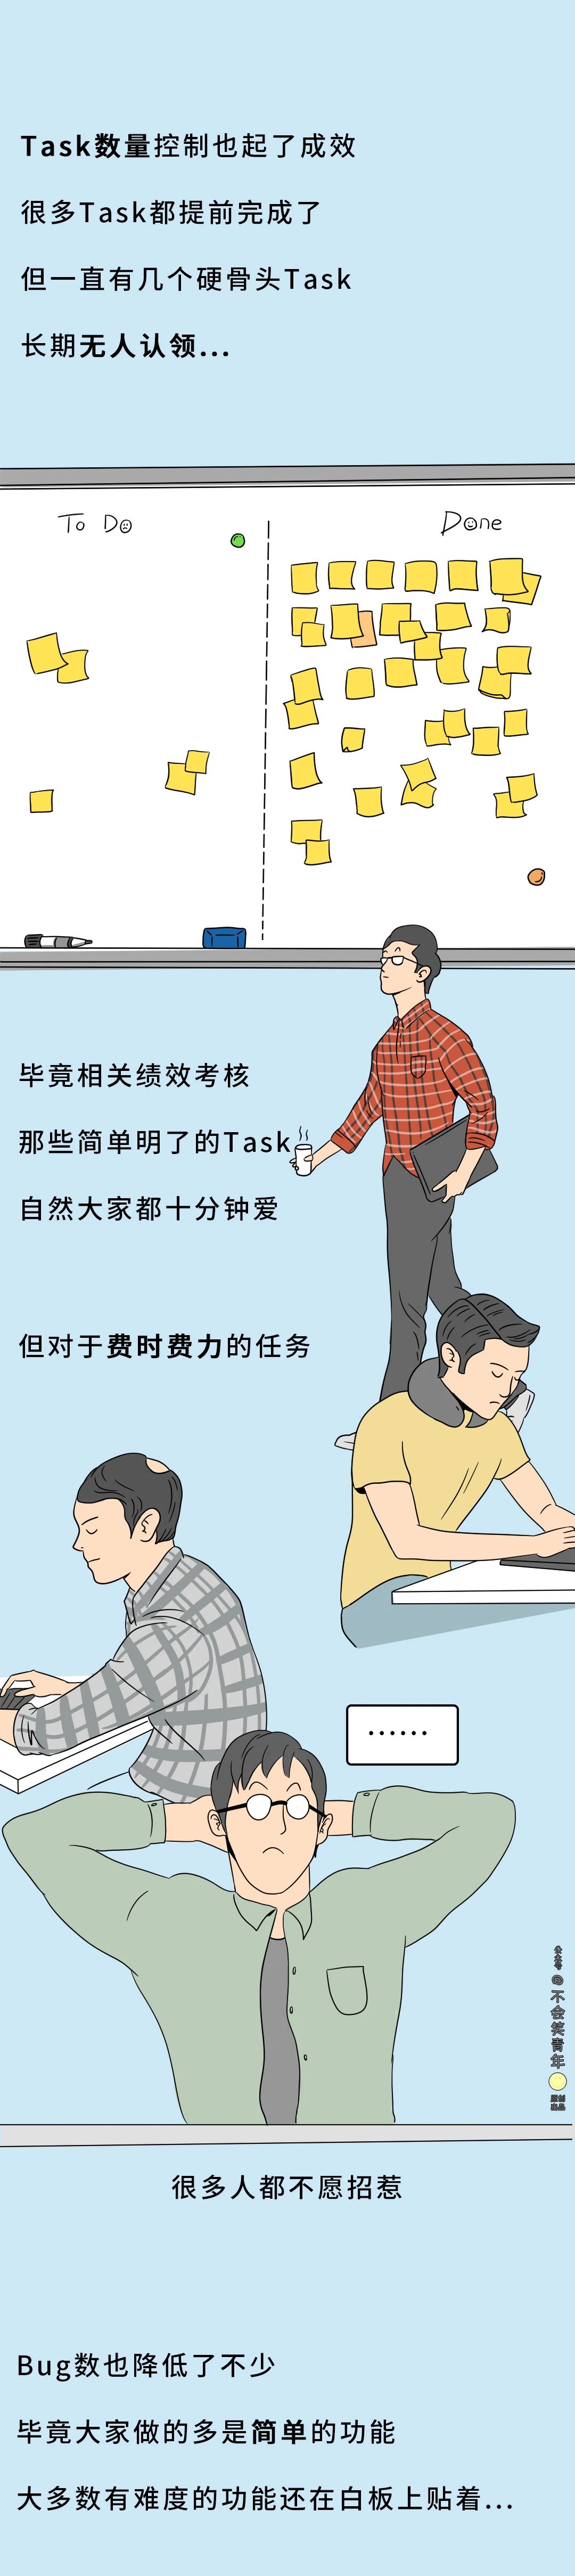 Task数量控制也起了成效
很多Task都提前完成了
但一直有几个硬骨头Task
长期无人认领...
To Do
Done
毕竟相关绩效考核
那些简单明了的Task
自然大家都十分钟爱
但对于费时费力的任务
......
公众号@不会笑青年
原创出品
很多人都不愿招惹
Bug数也降低了不少
毕竟大家做的多是简单的功能
大多数有难度的功能还在白板上贴着...